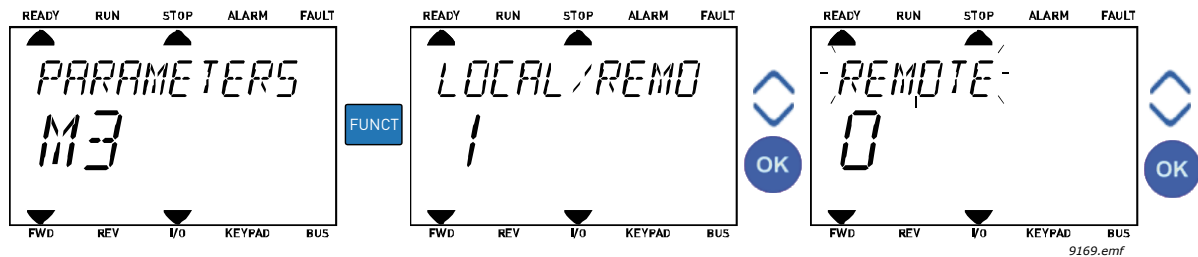 READY RUN STOP ALARM FAULT
PARAMETERS
M3
FWD REV I/O KEYPAD BUS
FUNCT
READY RUN STOP ALARM FAULT
LOCAL/REMO
1
FWD REV I/O KEYPAD BUS
OK
READY RUN STOP ALARM FAULT
REMOTE
0
FWD REV I/O KEYPAD BUS
OK
9169.emf